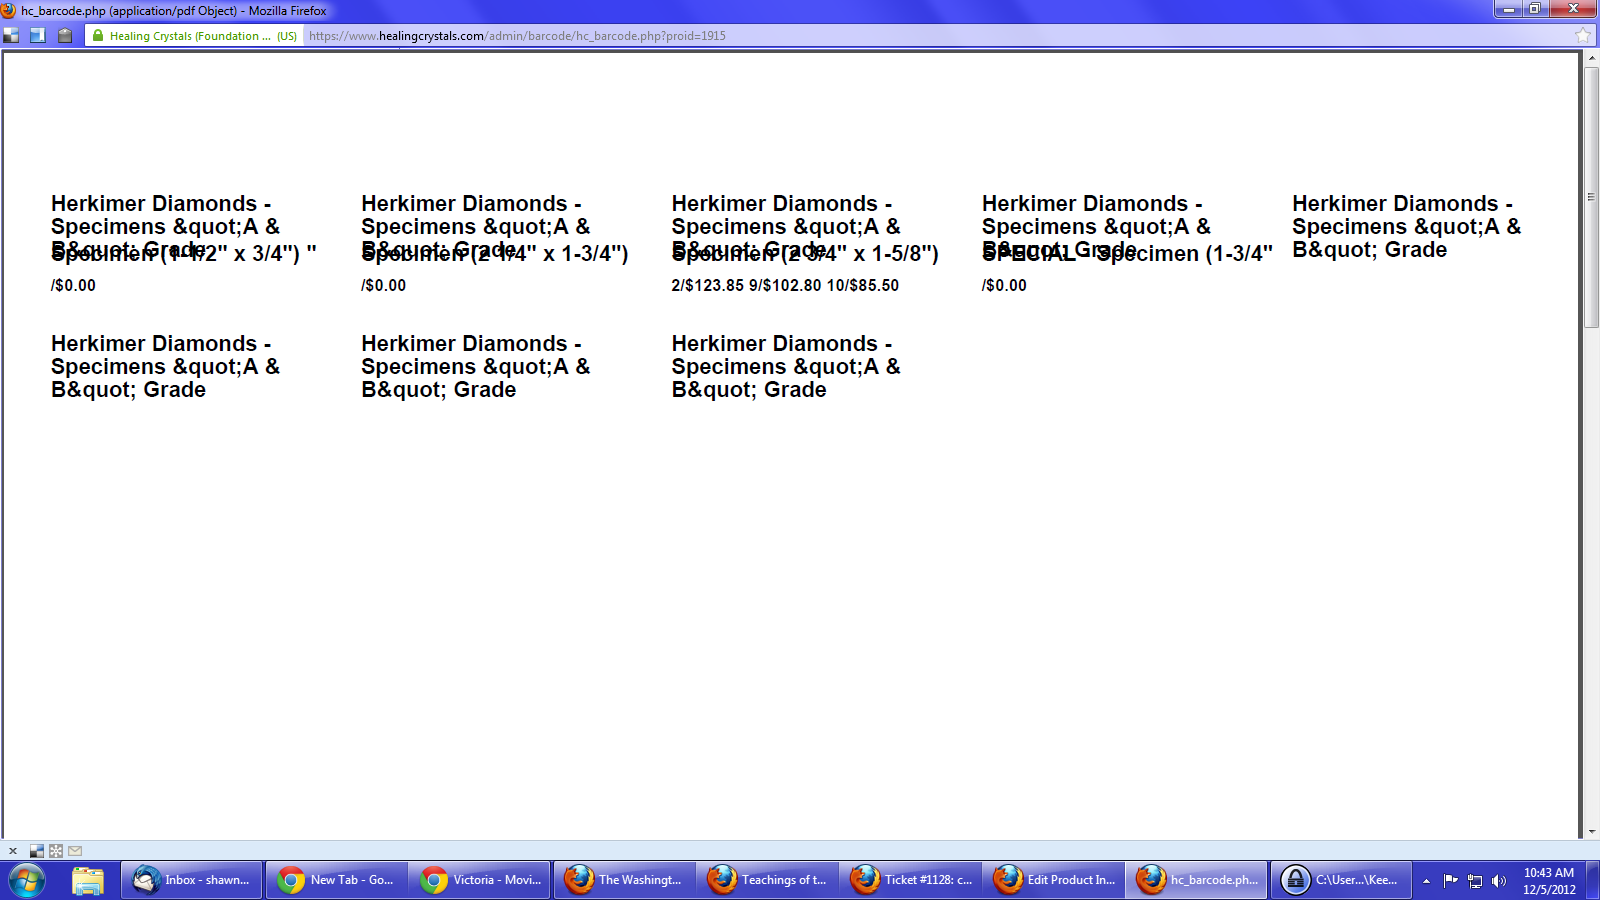 hc_barcode.php (application/pdf Object) - Mozilla Firefox
Healing Crystals (Foundation ... (US) https://www.healingcrystals.com/admin/barcode/hc_barcode.php?proid=1915
Herkimer Diamonds - Herkimer Diamonds - Herkimer Diamonds - Herkimer Diamonds - Herkimer Diamonds -
Specimens &quot;A & Specimens &quot;A & Specimens &quot;A & Specimens &quot;A & Specimens &quot;A &
B&quot; Grade B&quot; Grade B&quot; Grade B&quot; Grade B&quot; Grade
Specimen (1-1/2" x 3/4") " Specimen (2-1/4" x 1-3/4") Specimen (2-3/4" x 1-5/8") SPECIAL - Specimen (1-3/4"
/$0.00 /$0.00 2/$123.85 9/$102.80 10/$85.50 /$0.00
Herkimer Diamonds - Herkimer Diamonds - Herkimer Diamonds -
Specimens &quot;A & Specimens &quot;A & Specimens &quot;A &
B&quot; Grade B&quot; Grade B&quot; Grade
Inbox - shawn... New Tab - Go... Victoria - Movi... The Washingt... Teachings of t... Ticket #1128: c... Edit Product In... hc_barcode.ph... C:\User...\Kee... 10:43 AM
12/5/2012